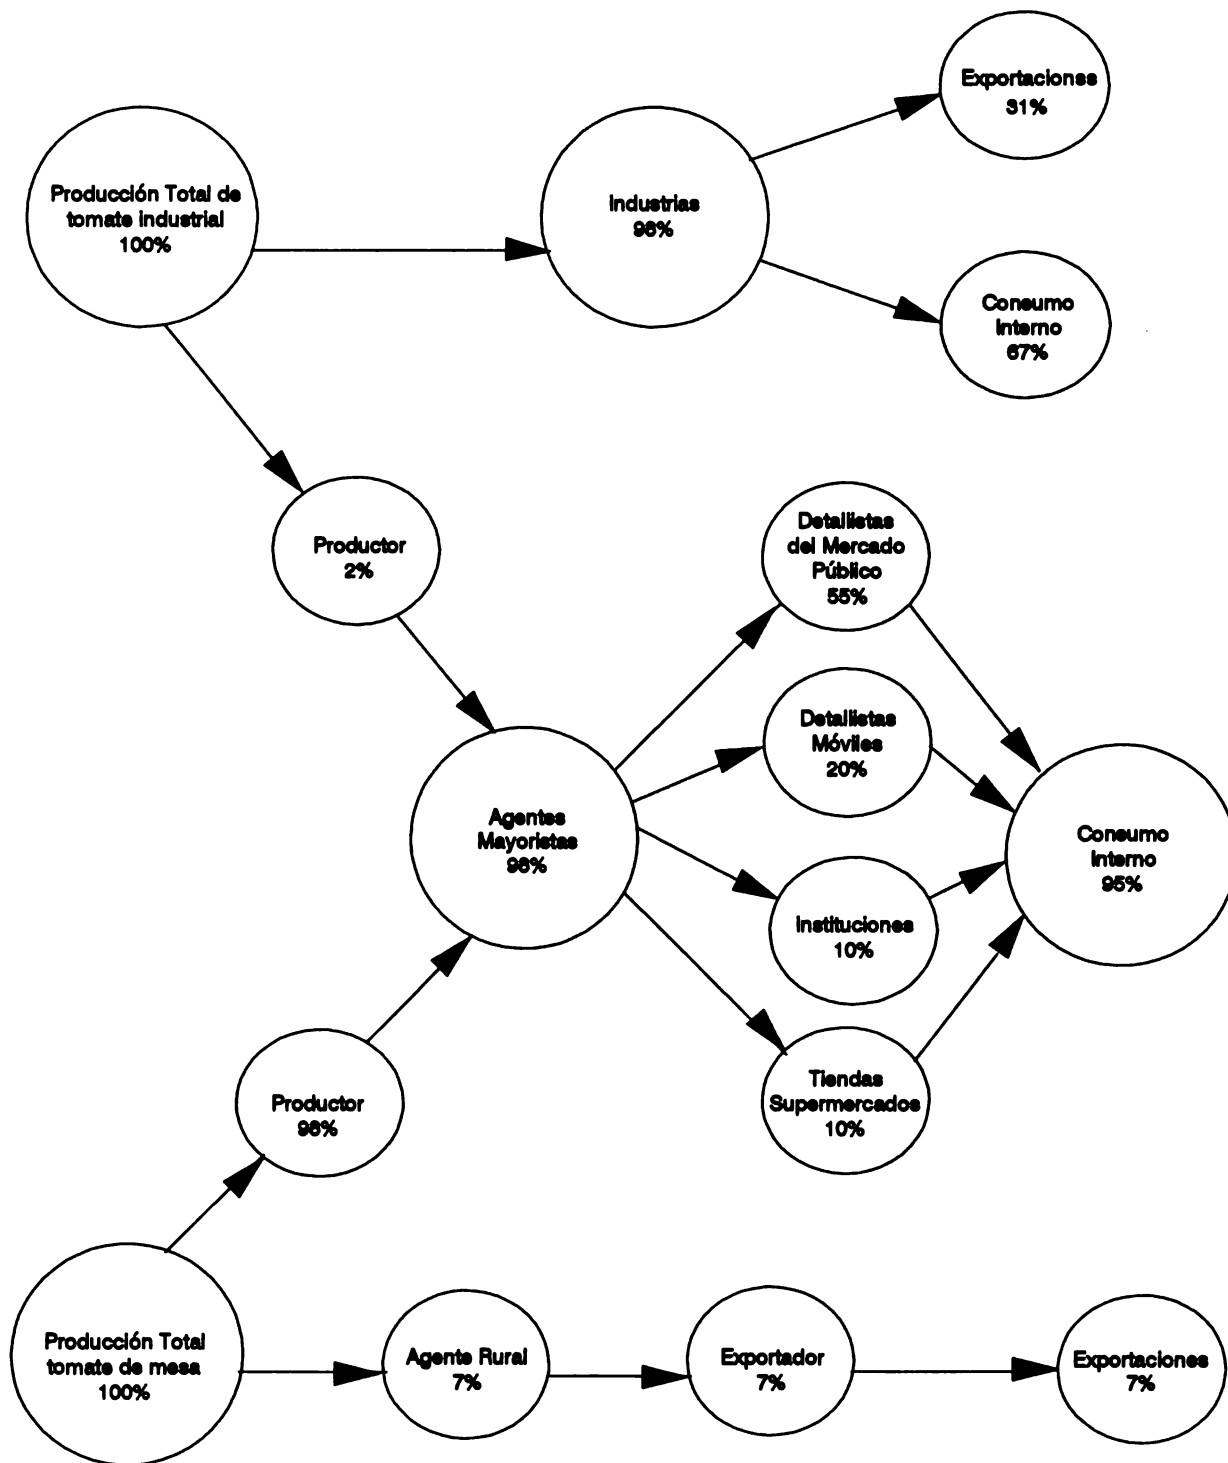 Exportaciones
31%
Producción Total de
tomate industrial
100%
Industrias
98%
Consumo
Interno
67%
Productor
2%
Detallistas
del Mercado
Público
55%
Detallistas
Móviles
20%
Agentes
Mayoristas
98%
Consumo
Interno
95%
Instituciones
10%
Productor
98%
Tiendas
Supermercados
10%
Producción Total
tomate de mesa
100%
Agente Rural
7%
Exportador
7%
Exportaciones
7%